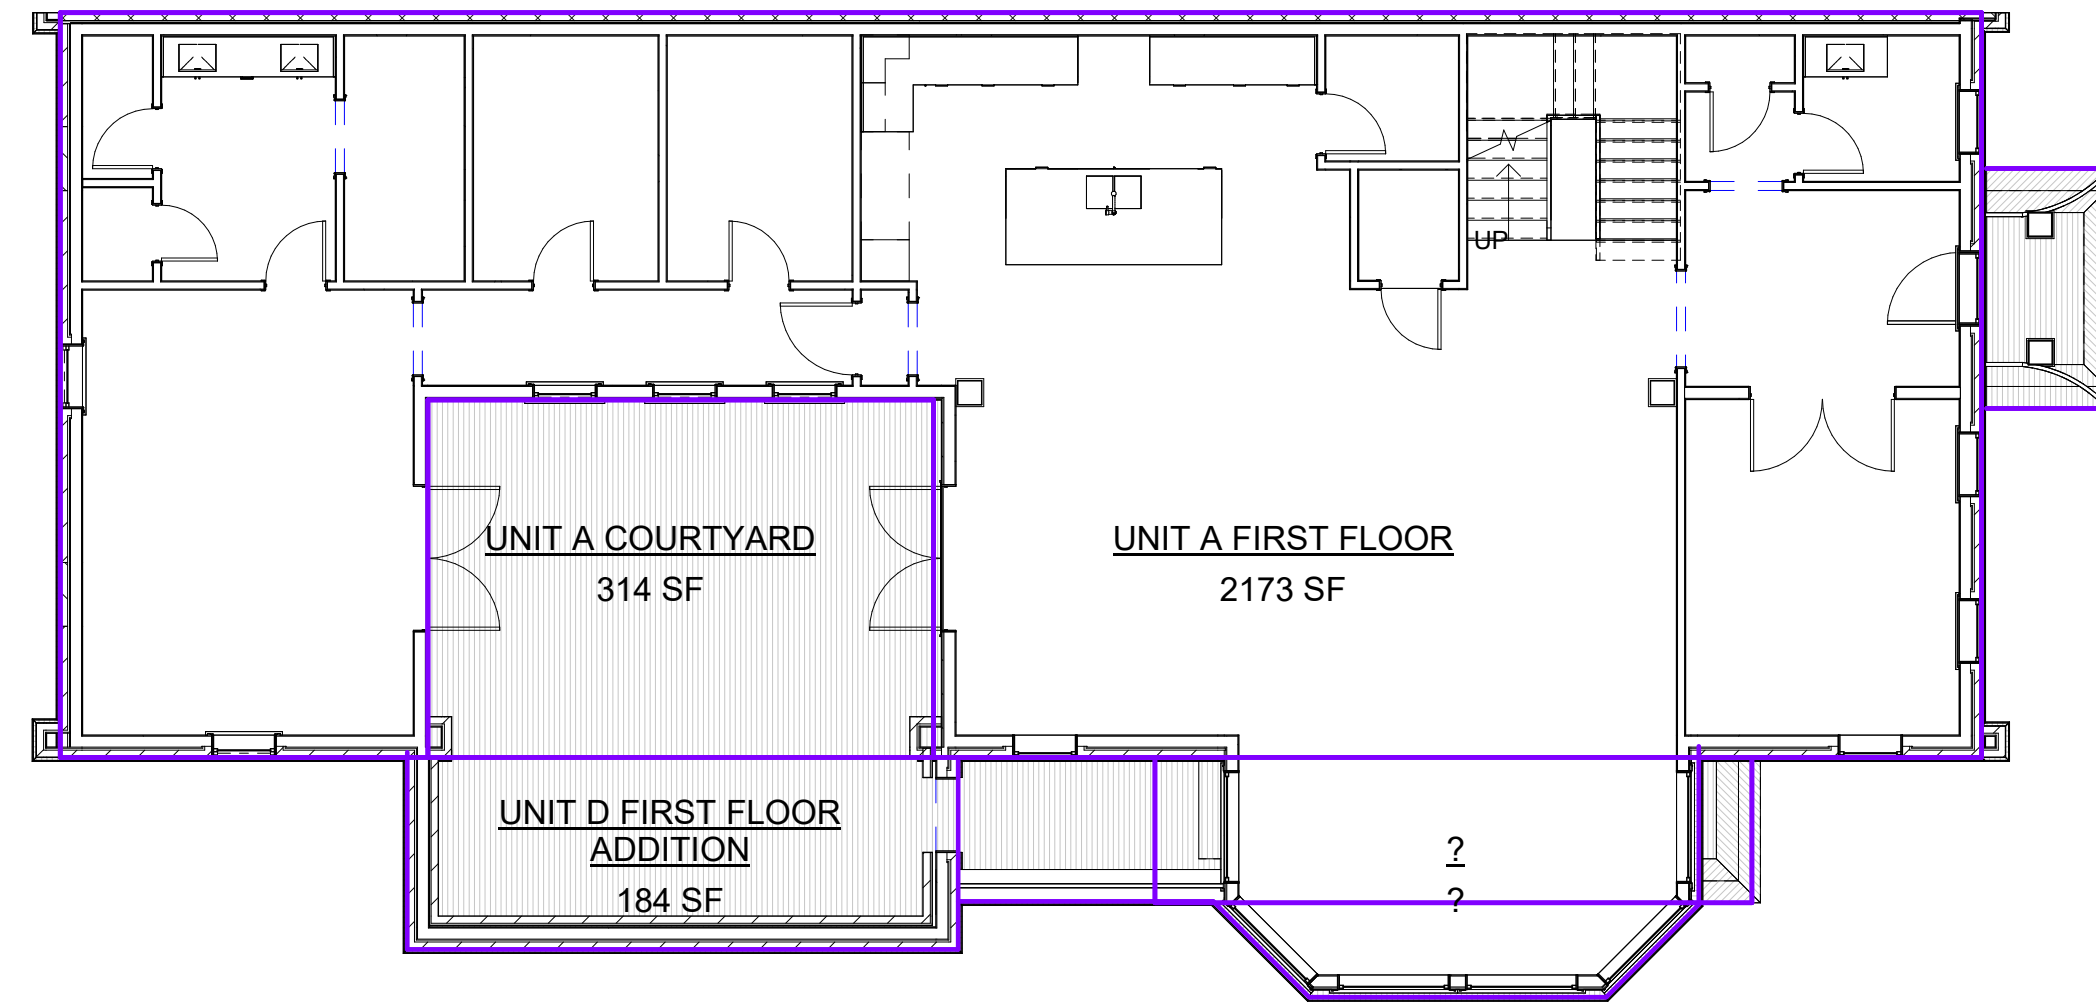 UP
UNIT A COURTYARD
314 SF
UNIT A FIRST FLOOR
2173 SF
UNIT D FIRST FLOOR
ADDITION
184 SF
?
?